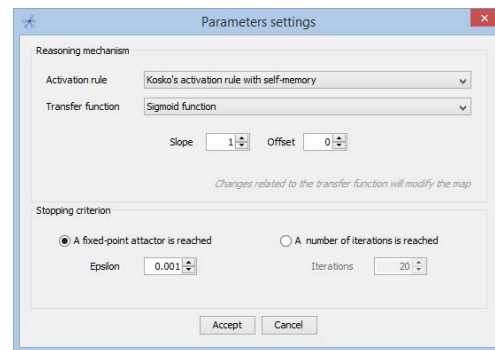 Parameters settings
Reasoning mechanism
Activation rule Kosko's activation rule with self-memory
Transfer function Sigmoid function
Slope 1 Offset 0
Changes related to the transfer function will modify the map
Stopping criterion
A fixed-point attactor is reached A number of iterations is reached
Epsilon 0.001 Iterations 20
Accept Cancel